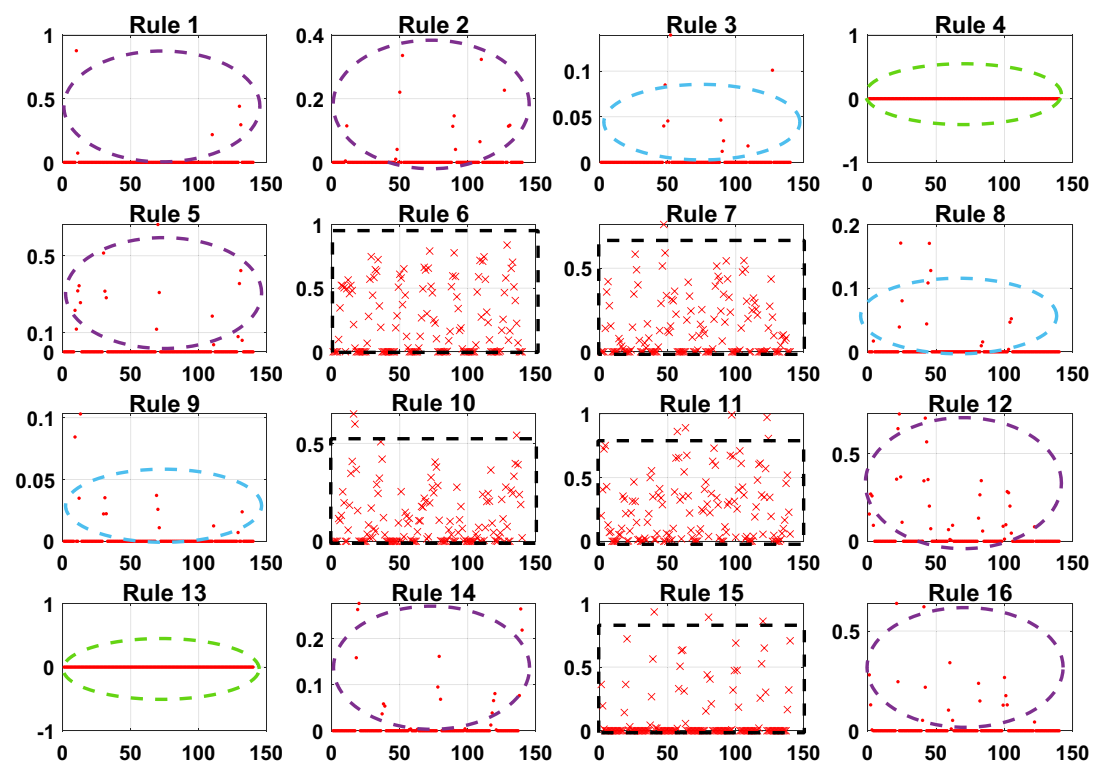 Rule 1 Rule 2 Rule 3 Rule 4
1 0.4 0.1 1
0.5 0.2 0.05 0
0 0 0 -1
0 50 100 150 0 50 100 150 0 50 100 150 0 50 100 150
Rule 5 Rule 6 Rule 7 Rule 8
0.5 1 0.5 0.2
0.1 0.5 0 0.1
0 0 0
0 50 100 150 0 50 100 150 0 50 100 150 0 50 100 150
Rule 9 Rule 10 Rule 11 Rule 12
0.1 0.5 1 0.5
0.05 0 0.5 0
0 0
0 50 100 150 0 50 100 150 0 50 100 150 0 50 100 150
Rule 13 Rule 14 Rule 15 Rule 16
1 0.2 1 0.5
0 0.1 0.5 0
-1 0 0
0 50 100 150 0 50 100 150 0 50 100 150 0 50 100 150